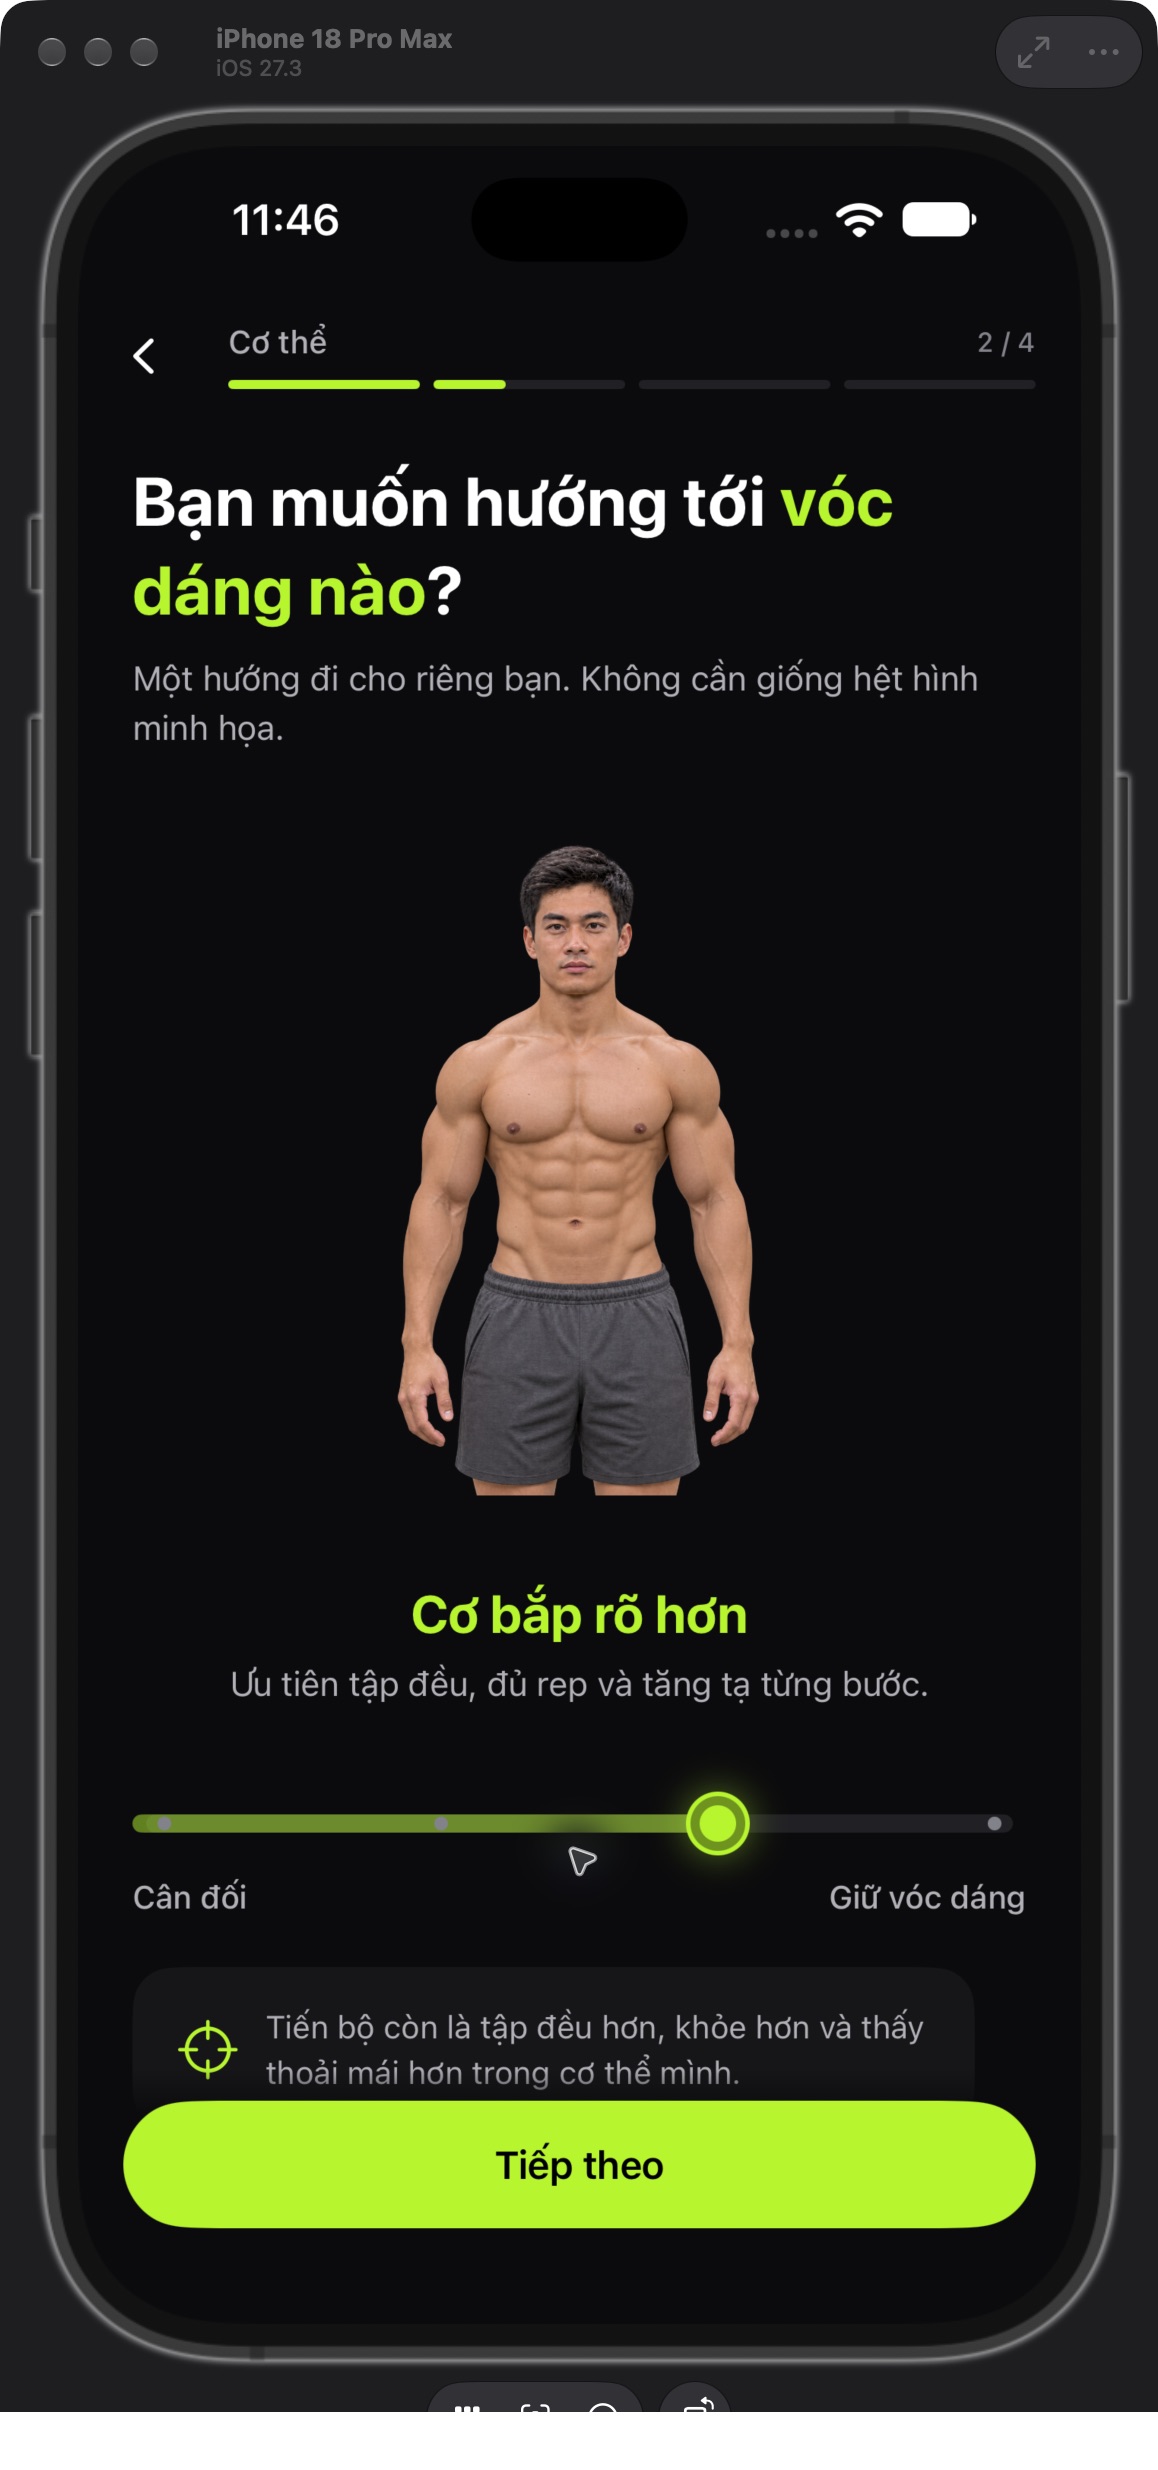 iPhone 18 Pro Max
iOS 27.3
11:46
Cơ thể
2 / 4
Bạn muốn hướng tới vóc
dáng nào?
Một hướng đi cho riêng bạn. Không cần giống hệt hình
minh họa.
Cơ bắp rõ hơn
Ưu tiên tập đều, đủ rep và tăng tạ từng bước.
Cân đối
Giữ vóc dáng
Tiến bộ còn là tập đều hơn, khỏe hơn và thấy
thoải mái hơn trong cơ thể mình.
Tiếp theo